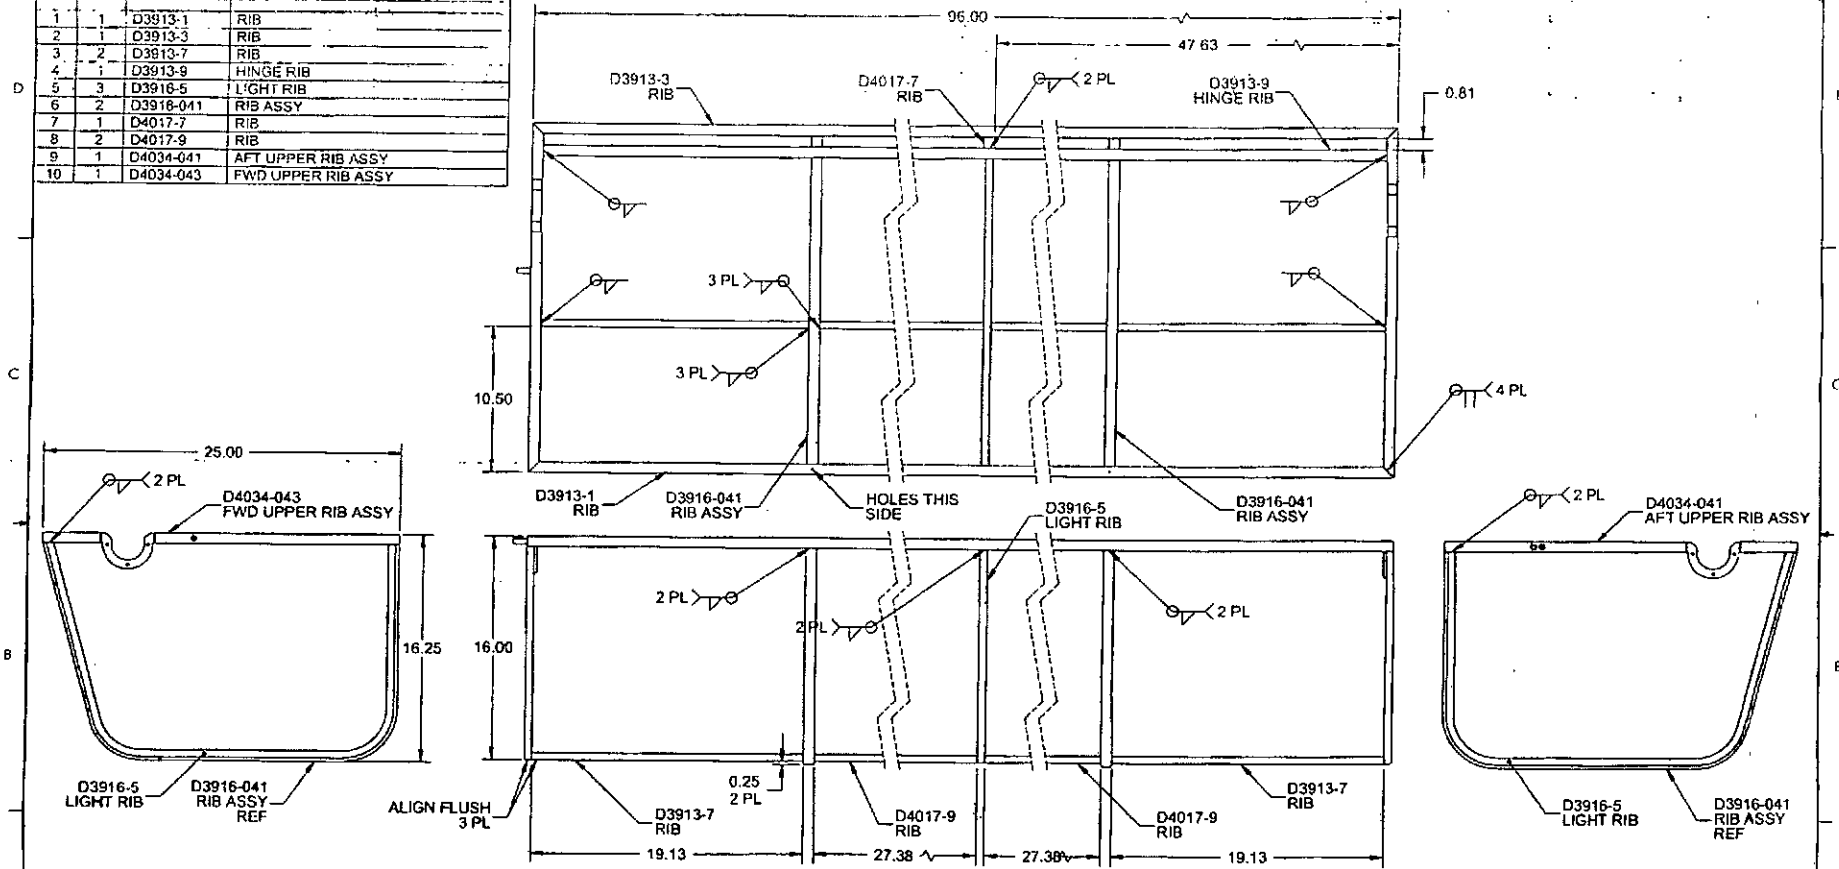 1 1 D3913-1 RIB
2 1 D3913-3 RIB
3 2 D3913-7 RIB
4 1 D3913-9 HINGE RIB
5 3 D3916-5 LIGHT RIB
6 2 D3916-041 RIB ASSY
7 1 D4017-7 RIB
8 2 D4017-9 RIB
9 1 D4034-041 AFT UPPER RIB ASSY
10 1 D4034-043 FWD UPPER RIB ASSY
96.00
47.63
D3913-3
RIB
D4017-7
RIB
2 PL
D3913-9
HINGE RIB
0.81
D
3 PL
3 PL
10.50
4 PL
C
C
D3913-1
RIB
D3916-041
RIB ASSY
HOLES THIS
SIDE
D3916-041
RIB ASSY
25.00
2 PL
D4034-043
FWD UPPER RIB ASSY
16.25
D3916-5
LIGHT RIB
D3916-041
RIB ASSY
REF
B
D3916-5
LIGHT RIB
2 PL
2 PL
2 PL
16.00
0.25
2 PL
ALIGN FLUSH
3 PL
D3913-7
RIB
D4017-9
RIB
D4017-9
RIB
D3913-7
RIB
19.13
27.38
27.38
19.13
2 PL
D4034-041
AFT UPPER RIB ASSY
D3916-5
LIGHT RIB
D3916-041
RIB ASSY
REF